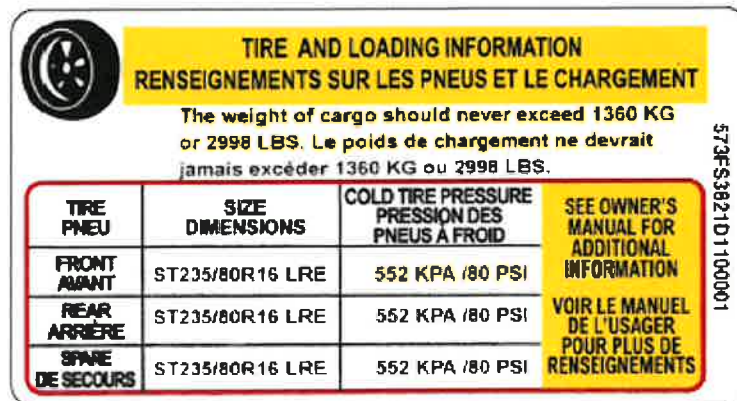 TIRE AND LOADING INFORMATION
RENSEIGNEMENTS SUR LES PNEUS ET LE CHARGEMENT
The weight of cargo should never exceed 1360 KG
or 2998 LBS. Le poids de chargement ne devrait
jamais excéder 1360 KG ou 2998 LBS.
TIRE
PNEU
SIZE
DIMENSIONS
COLD TIRE PRESSURE
PRESSION DES
PNEUS À FROID
SEE OWNER'S
MANUAL FOR
ADDITIONAL
INFORMATION
VOIR LE MANUEL
DE L'USAGER
POUR PLUS DE
RENSEIGNEMENTS
FRONT
AVANT
ST235/80R16 LRE
552 KPA /80 PSI
REAR
ARRIÈRE
ST235/80R16 LRE
552 KPA /80 PSI
SPARE
DE SECOURS
ST235/80R16 LRE
552 KPA /80 PSI
573FS3821D1100001